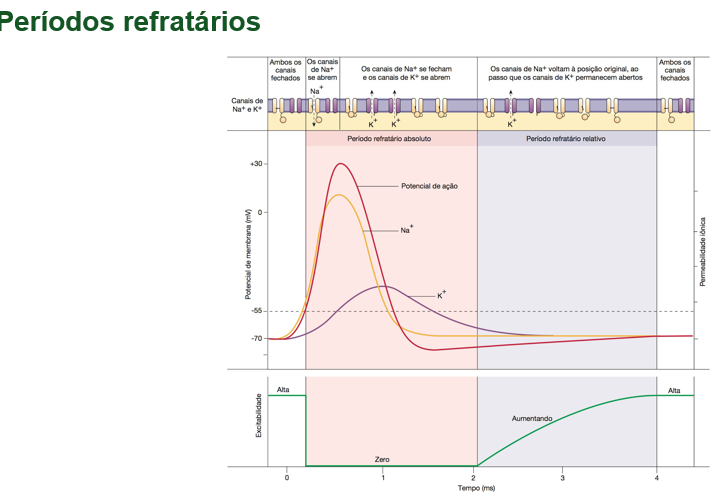 Períodos refratários
Ambos os
canais
fechados
Os canais
de Na+
se abrem
Os canais de Na+ se fecham
e os canais de K+ se abrem
Os canais de Na+ voltam à posição original, ao
passo que os canais de K+ permanecem abertos
Ambos os
canais
fechados
Canais de
Na+ e K+
Na+
K+
K+
K+
Período refratário absoluto
Período refratário relativo
Potencial de membrana (mV)
+30
0
-55
-70
Potencial de ação
Na+
K+
Permeabilidade iônica
Excitabilidade
Alta
Zero
Aumentando
Alta
0
1
2
3
4
Tempo (ms)